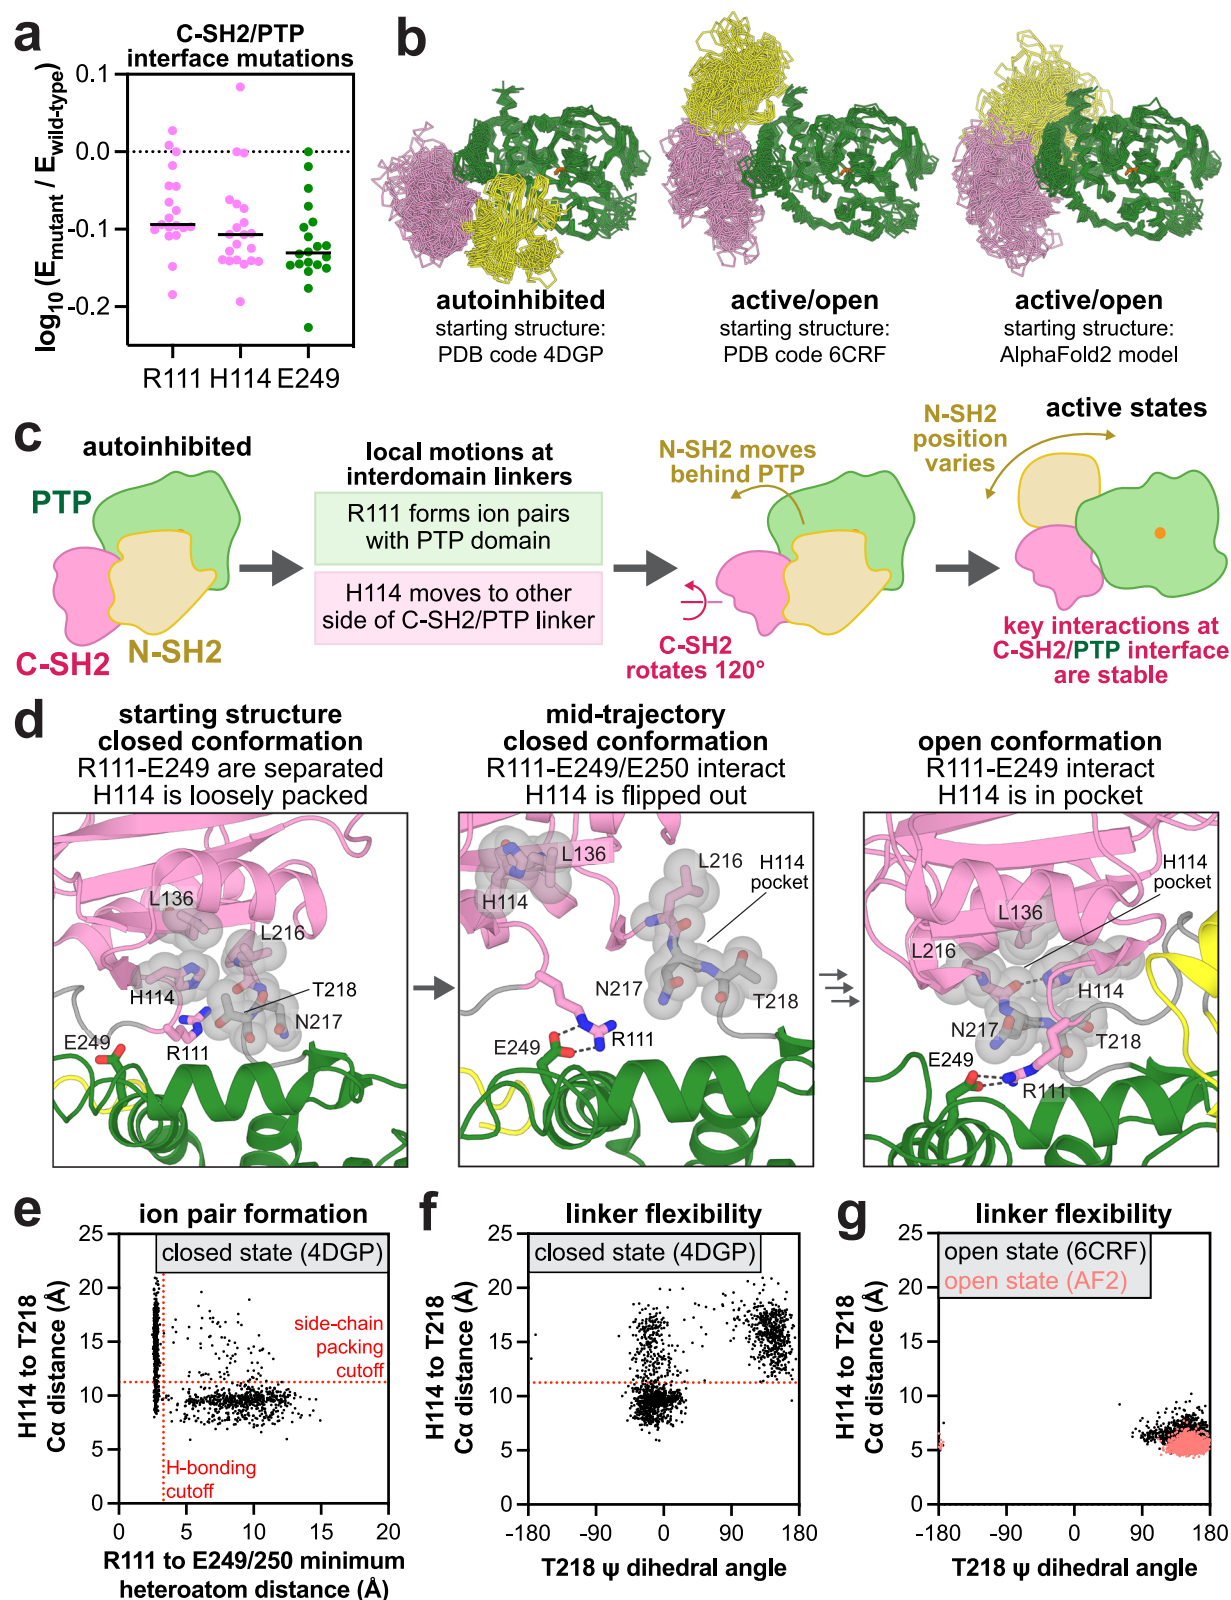 a
C-SH2/PTP
interface mutations
log10 (Emutant / Ewild-type)
0.1
0.0
-0.1
-0.2
R111 H114 E249
b
autoinhibited
starting structure:
PDB code 4DGP
active/open
starting structure:
PDB code 6CRF
active/open
starting structure:
AlphaFold2 model
c
autoinhibited
PTP
C-SH2
N-SH2
local motions at
interdomain linkers
R111 forms ion pairs
with PTP domain
H114 moves to other
side of C-SH2/PTP linker
N-SH2 moves
behind PTP
C-SH2
rotates 120°
N-SH2
position
varies
active states
key interactions at
C-SH2/PTP interface
are stable
d
starting structure
closed conformation
R111-E249 are separated
H114 is loosely packed
L136
L216
H114
T218
N217
E249
R111
mid-trajectory
closed conformation
R111-E249/E250 interact
H114 is flipped out
L136
L216
H114
H114
pocket
N217
T218
E249
R111
open conformation
R111-E249 interact
H114 is in pocket
H114
pocket
L136
L216
H114
N217
T218
E249
R111
e
ion pair formation
closed state (4DGP)
side-chain
packing
cutoff
H-bonding
cutoff
H114 to T218
Cα distance (Å)
25
20
15
10
5
0
0 5 10 15 20
R111 to E249/250 minimum
heteroatom distance (Å)
f
linker flexibility
closed state (4DGP)
H114 to T218
Cα distance (Å)
25
20
15
10
5
0
-180 -90 0 90 180
T218 ψ dihedral angle
g
linker flexibility
open state (6CRF)
open state (AF2)
H114 to T218
Cα distance (Å)
25
20
15
10
5
0
-180 -90 0 90 180
T218 ψ dihedral angle